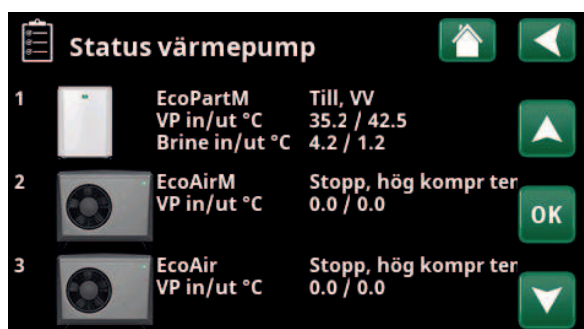 Status värmepump
1 EcoPartM Till, VV
VP in/ut °C 35.2 / 42.5
Brine in/ut °C 4.2 / 1.2
2 EcoAirM Stopp, hög kompr ter
VP in/ut °C 0.0 / 0.0
OK
3 EcoAir Stopp, hög kompr ter
VP in/ut °C 0.0 / 0.0